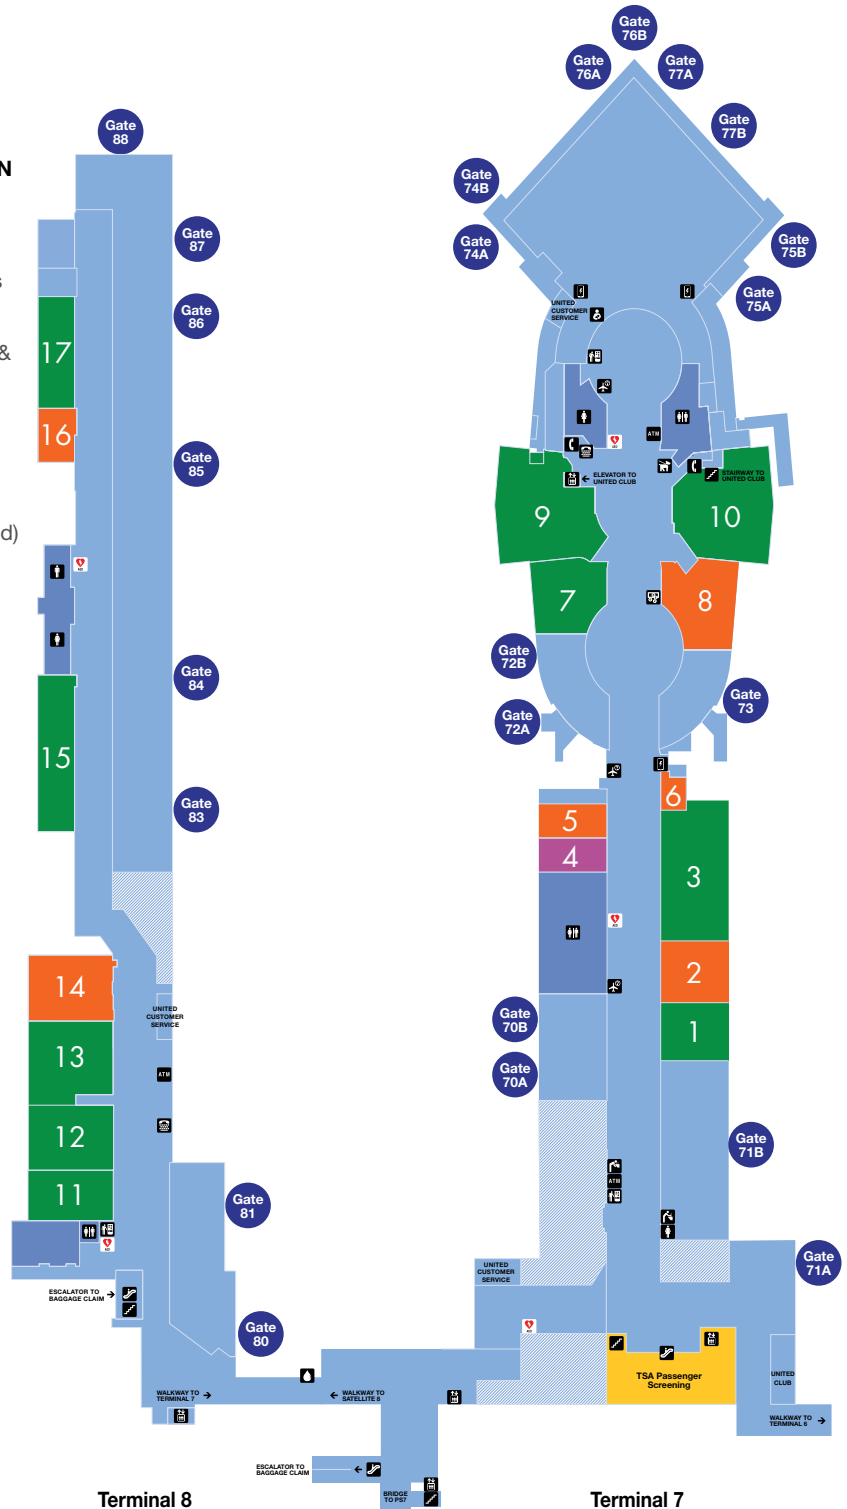 Gate
76B
Gate
76A
Gate
77A
Gate
77B
Gate
88
N
Gate
74B
Gate
74A
Gate
75B
Gate
87
s
Gate
75A
UNITED
CUSTOMER
SERVICE
Gate
86
17
&
16
ATM
AED
Gate
85
ELEVATOR TO
UNITED CLUB
STAIRWAY TO
UNITED CLUB
9
10
d)
AED
7
8
Gate
72B
Gate
84
Gate
73
Gate
72A
15
6
Gate
83
5
4
3
AED
14
2
UNITED
CUSTOMER
SERVICE
Gate
70B
1
13
ATM
Gate
70A
12
Gate
71B
ATM
11
Gate
81
AED
Gate
71A
UNITED
CUSTOMER
SERVICE
ESCALATOR TO
BAGGAGE CLAIM
Gate
80
AED
TSA Passenger
Screening
UNITED
CLUB
WALKWAY TO
TERMINAL 7
WALKWAY TO
SATELLITE 8
WALKWAY TO
TERMINAL 6
ESCALATOR TO
BAGGAGE CLAIM
BRIDGE
TO PS7
Terminal 8
Terminal 7